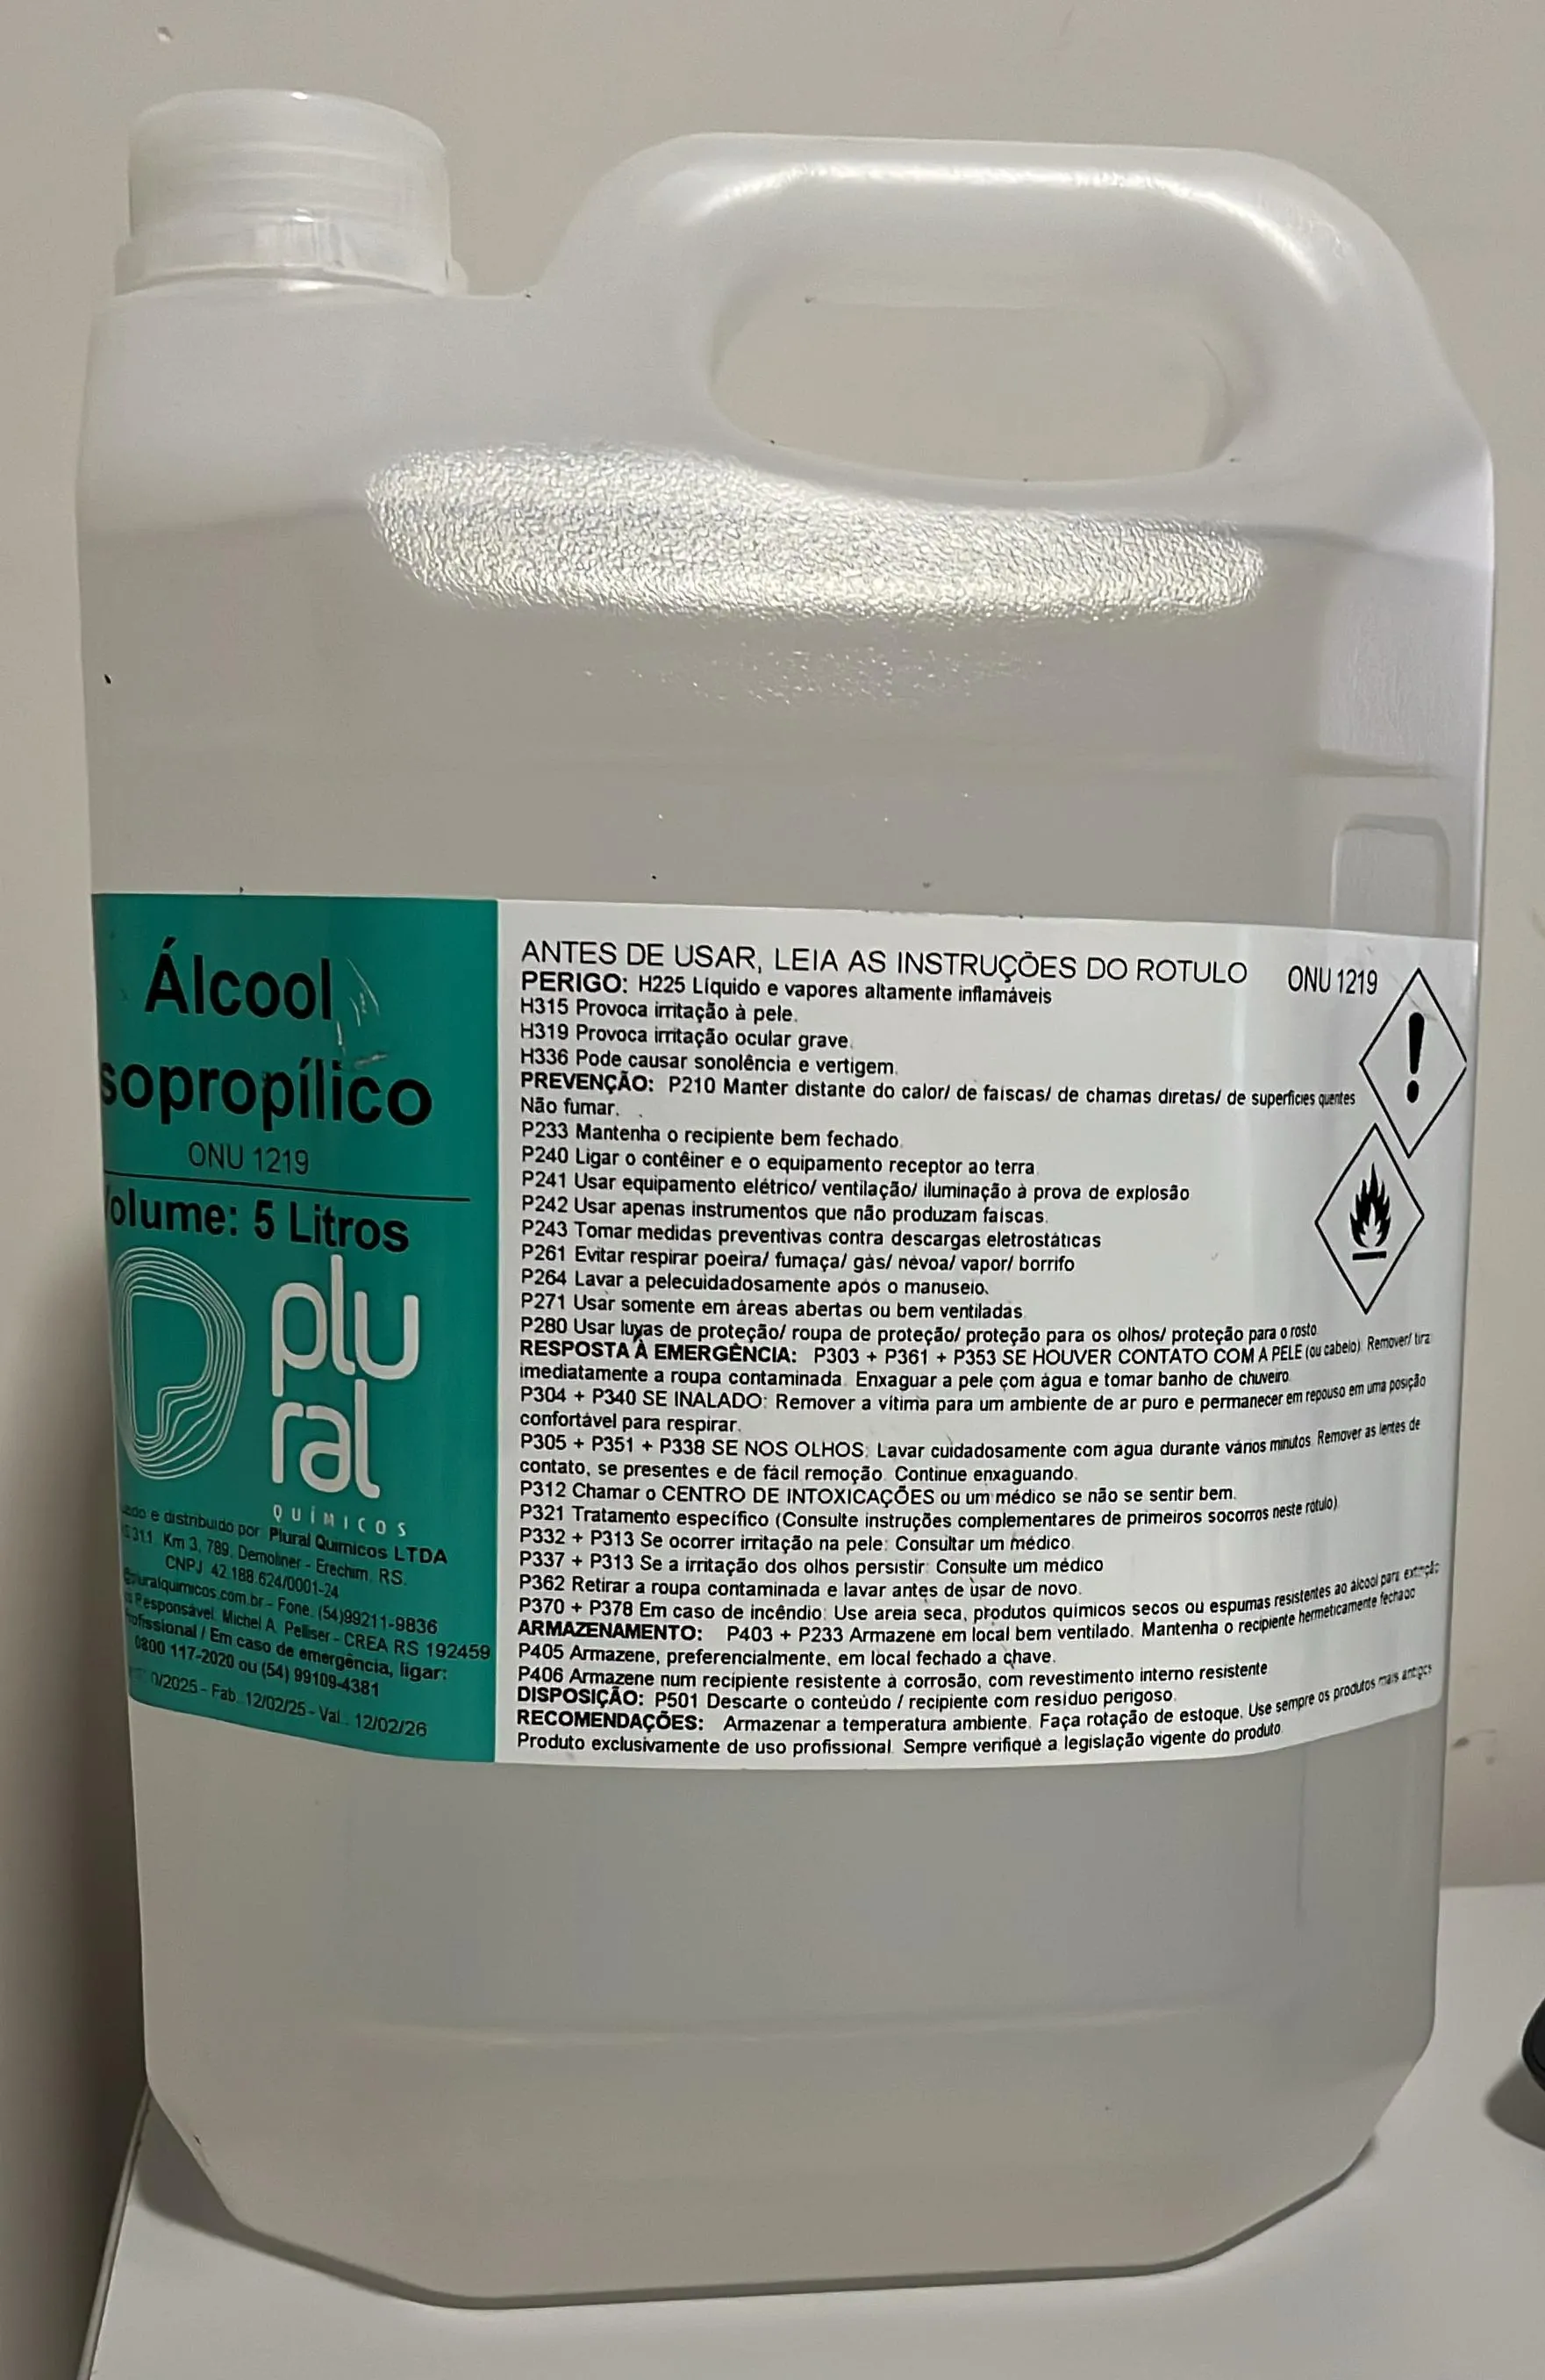 Álcool
sopropílico
ONU 1219
olume: 5 Litros
plu
ral
QUÍMICOS
e distribuido por: Plural Químicos LTDA
311. Km 3, 789, Demoliner - Erechim, RS.
CNPJ: 42.188.624/0001-24
pluralquimicos.com.br - Fone: (54)99211-9836
Responsável: Michel A. Pelliser - CREA RS 192459
ofissional / Em caso de emergência, ligar:
0800 117-2020 ou (54) 99109-4381
0/2025 - Fab.: 12/02/25 - Val.: 12/02/26
ANTES DE USAR, LEIA AS INSTRUÇÕES DO ROTULO ONU 1219
PERIGO: H225 Líquido e vapores altamente inflamáveis
H315 Provoca irritação à pele.
H319 Provoca irritação ocular grave.
H336 Pode causar sonolência e vertigem.
PREVENÇÃO: P210 Manter distante do calor/ de faiscas/ de chamas diretas/ de superfícies quentes
Não fumar.
P233 Mantenha o recipiente bem fechado.
P240 Ligar o contêiner e o equipamento receptor ao terra
P241 Usar equipamento elétrico/ ventilação/ iluminação à prova de explosão
P242 Usar apenas instrumentos que não produzam faíscas.
P243 Tomar medidas preventivas contra descargas eletrostáticas
P261 Evitar respirar poeira/ fumaça/ gás/ névoa/ vapor/ borrifo
P264 Lavar a pelecuidadosamente após o manuseio.
P271 Usar somente em áreas abertas ou bem ventiladas.
P280 Usar luvas de proteção/ roupa de proteção/ proteção para os olhos/ proteção para o rosto.
RESPOSTA À EMERGÊNCIA: P303 + P361 + P353 SE HOUVER CONTATO COM A PELE (ou cabelo): Remover/ tira
imediatamente a roupa contaminada. Enxaguar a pele com água e tomar banho de chuveiro.
P304 + P340 SE INALADO: Remover a vítima para um ambiente de ar puro e permanecer em repouso em uma posição
confortável para respirar.
P305 + P351 + P338 SE NOS OLHOS: Lavar cuidadosamente com água durante vários minutos. Remover as lentes de
contato, se presentes e de fácil remoção. Continue enxaguando.
P312 Chamar o CENTRO DE INTOXICAÇÕES ou um médico se não se sentir bem.
P321 Tratamento específico (Consulte instruções complementares de primeiros socorros neste rótulo).
P332 + P313 Se ocorrer irritação na pele: Consultar um médico.
P337 + P313 Se a irritação dos olhos persistir: Consulte um médico
P362 Retirar a roupa contaminada e lavar antes de usar de novo.
P370 + P378 Em caso de incêndio: Use areia seca, produtos químicos secos ou espumas resistentes ao álcool para extinção
ARMAZENAMENTO: P403 + P233 Armazene em local bem ventilado. Mantenha o recipiente hermeticamente fechado
P405 Armazene, preferencialmente, em local fechado a chave.
P406 Armazene num recipiente resistente à corrosão, com revestimento interno resistente
DISPOSIÇÃO: P501 Descarte o conteúdo / recipiente com resíduo perigoso.
RECOMENDAÇÕES: Armazenar a temperatura ambiente. Faça rotação de estoque. Use sempre os produtos mais antigos
Produto exclusivamente de uso profissional. Sempre verifique a legislação vigente do produto.